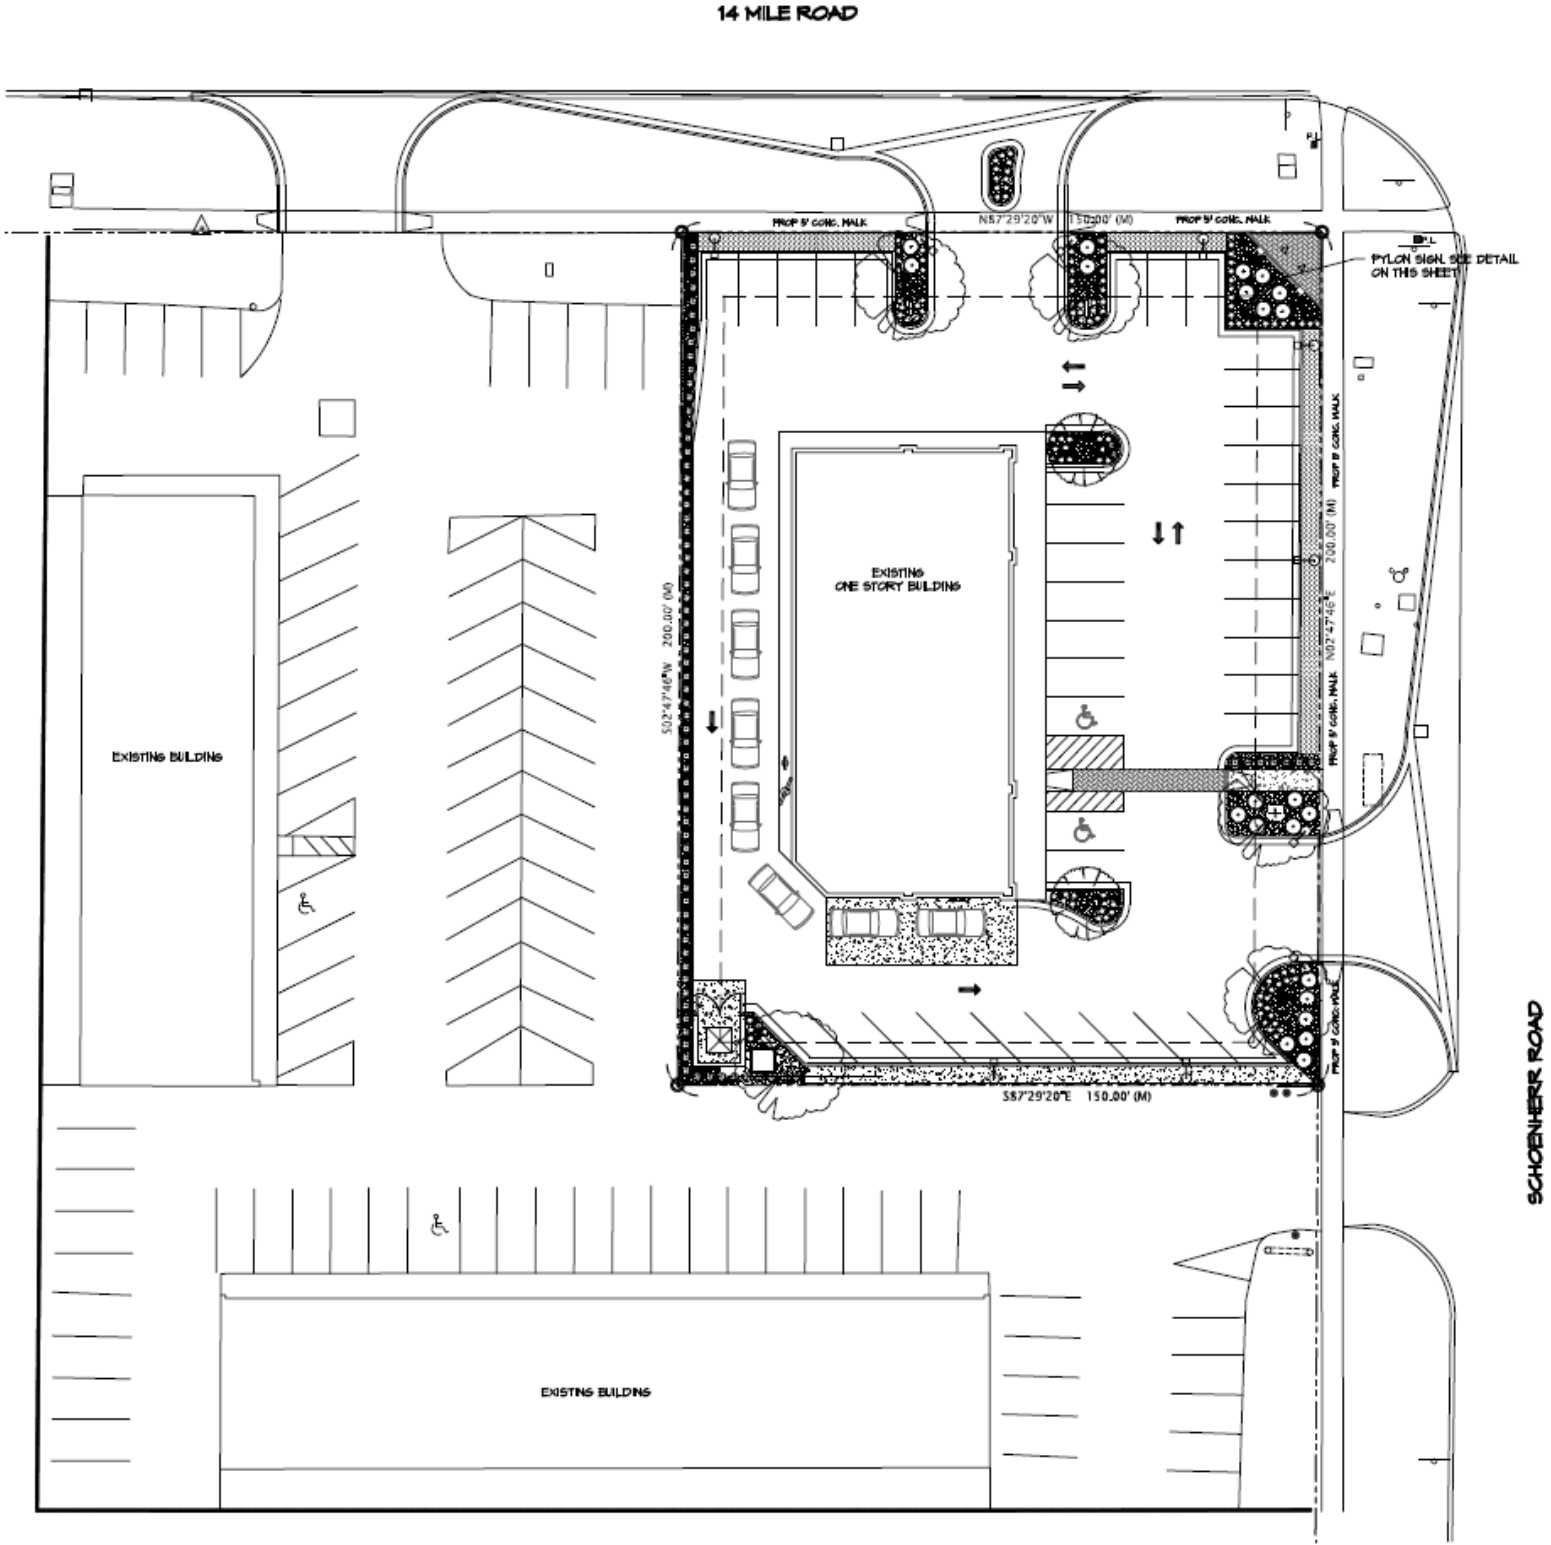 14 MILE ROAD
PROP 5' CONC. WALK
N87°29'20"W 150.00' (M)
PROP 5' CONC. WALK
P.L
PYLON SIGN. SEE DETAIL
ON THIS SHEET
PROP 5' CONC. WALK
N02°47'46"E 200.00' (M)
PROP 5' CONC. WALK
EXISTING
ONE STORY BUILDING
S02°47'46"W 200.00' (M)
EXISTING BUILDING
PROP 5' CONC. WALK
S87°29'20"E 150.00' (M)
SCHOENHERR ROAD
EXISTING BUILDING